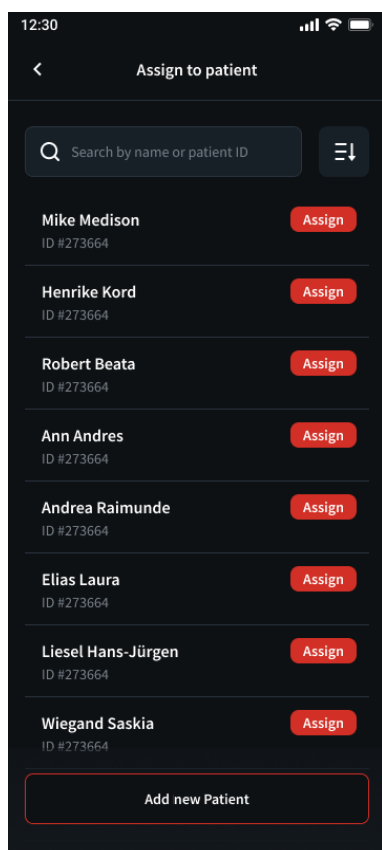 12:30
Assign to patient
Search by name or patient ID
Mike Medison
Assign
ID #273664
Henrike Kord
Assign
ID #273664
Robert Beata
Assign
ID #273664
Ann Andres
Assign
ID #273664
Andrea Raimunde
Assign
ID #273664
Elias Laura
Assign
ID #273664
Liesel Hans-Jürgen
Assign
ID #273664
Wiegand Saskia
Assign
ID #273664
Add new Patient